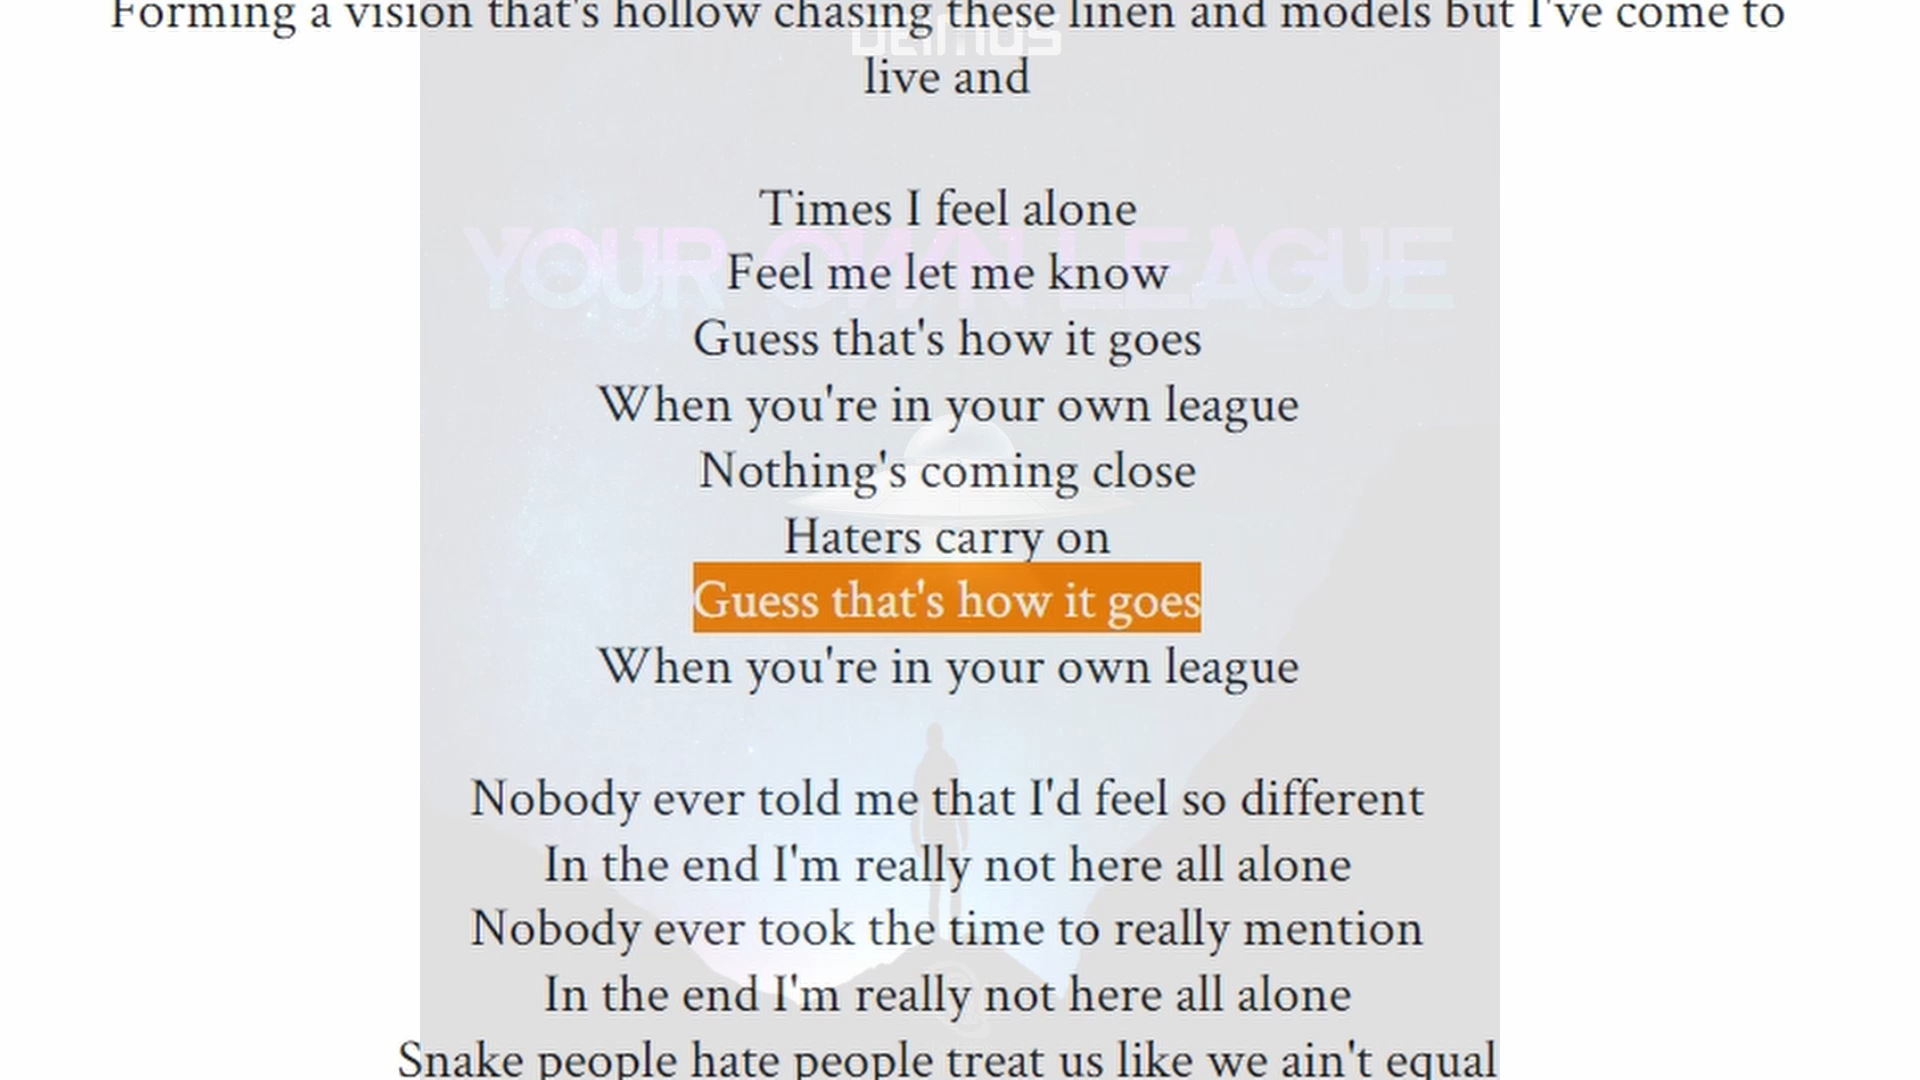 Forming a vision that's hollow chasing these linen and models but I've come to
DEIMOS
live and
Times I feel alone
YOUR OWN LEAGUE
Feel me let me know
Guess that's how it goes
When you're in your own league
Nothing's coming close
Haters carry on
Guess that's how it goes
When you're in your own league
Nobody ever told me that I'd feel so different
In the end I'm really not here all alone
Nobody ever took the time to really mention
In the end I'm really not here all alone
Snake people hate people treat us like we ain't equal